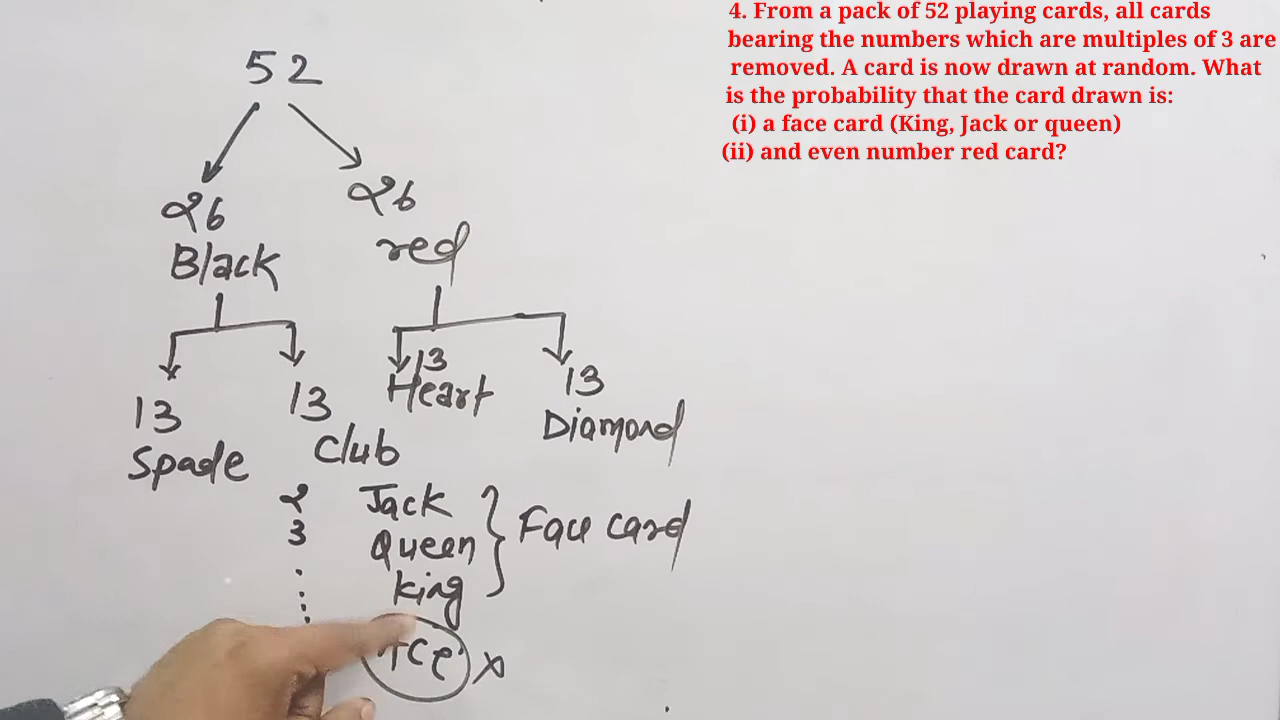 4. From a pack of 52 playing cards, all cards
bearing the numbers which are multiples of 3 are
removed. A card is now drawn at random. What
is the probability that the card drawn is:
(i) a face card (King, Jack or queen)
(ii) and even number red card?
52
26 26
Black red
13 13 13 13
Spade Club Heart Diamond
2 Jack
3 Queen Face card
king
Ace x